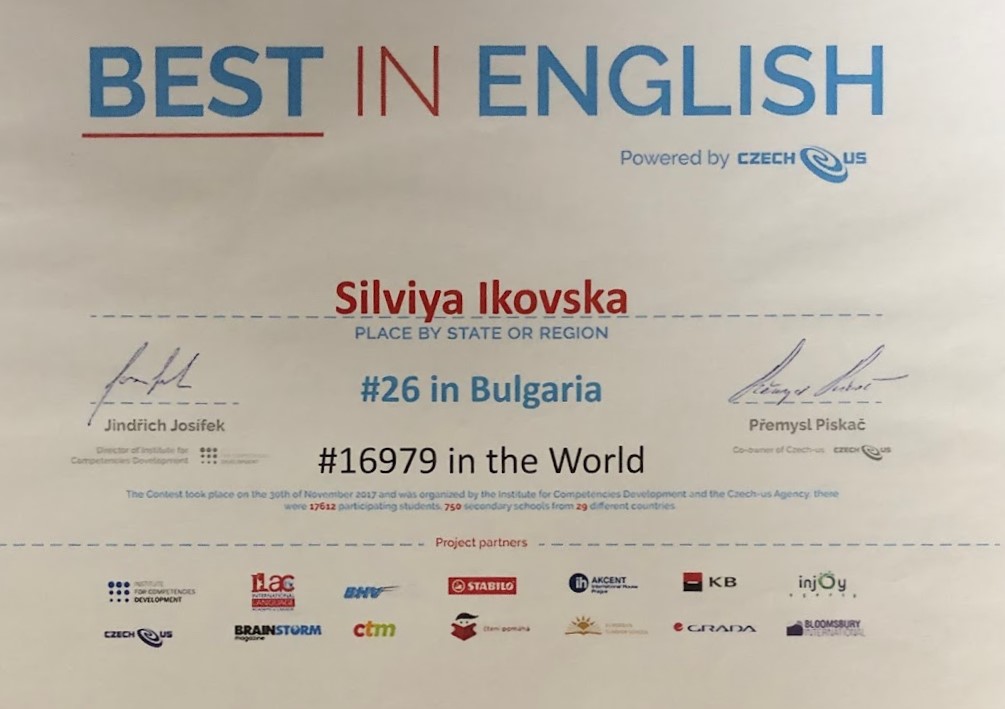 BEST IN ENGLISH
Powered by CZECH US
Silviya Ikovska
PLACE BY STATE OR REGION
#26 in Bulgaria
Jindřich Josífek
Přemysl Piskač
Director of Institute for
Competencies Development
Co-owner of Czech-us CZECH US
#16979 in the World
The Contest took place on the 30th of November 2017 and was organized by the Institute for Competencies Development and the Czech-us Agency, there
were 17612 participating students, 750 secondary schools from 29 different countries.
Project partners
INSTITUTE
FOR COMPETENCIES
DEVELOPMENT
ilac
INTERNATIONAL
LANGUAGE
BHV
STABILO
ih AKCENT
International House
Prague
KB
injOy
CZECH US
BRAINSTORM
magazine
ctm
čtení pomáhá
GRADA
BLOOMSBURY
INTERNATIONAL